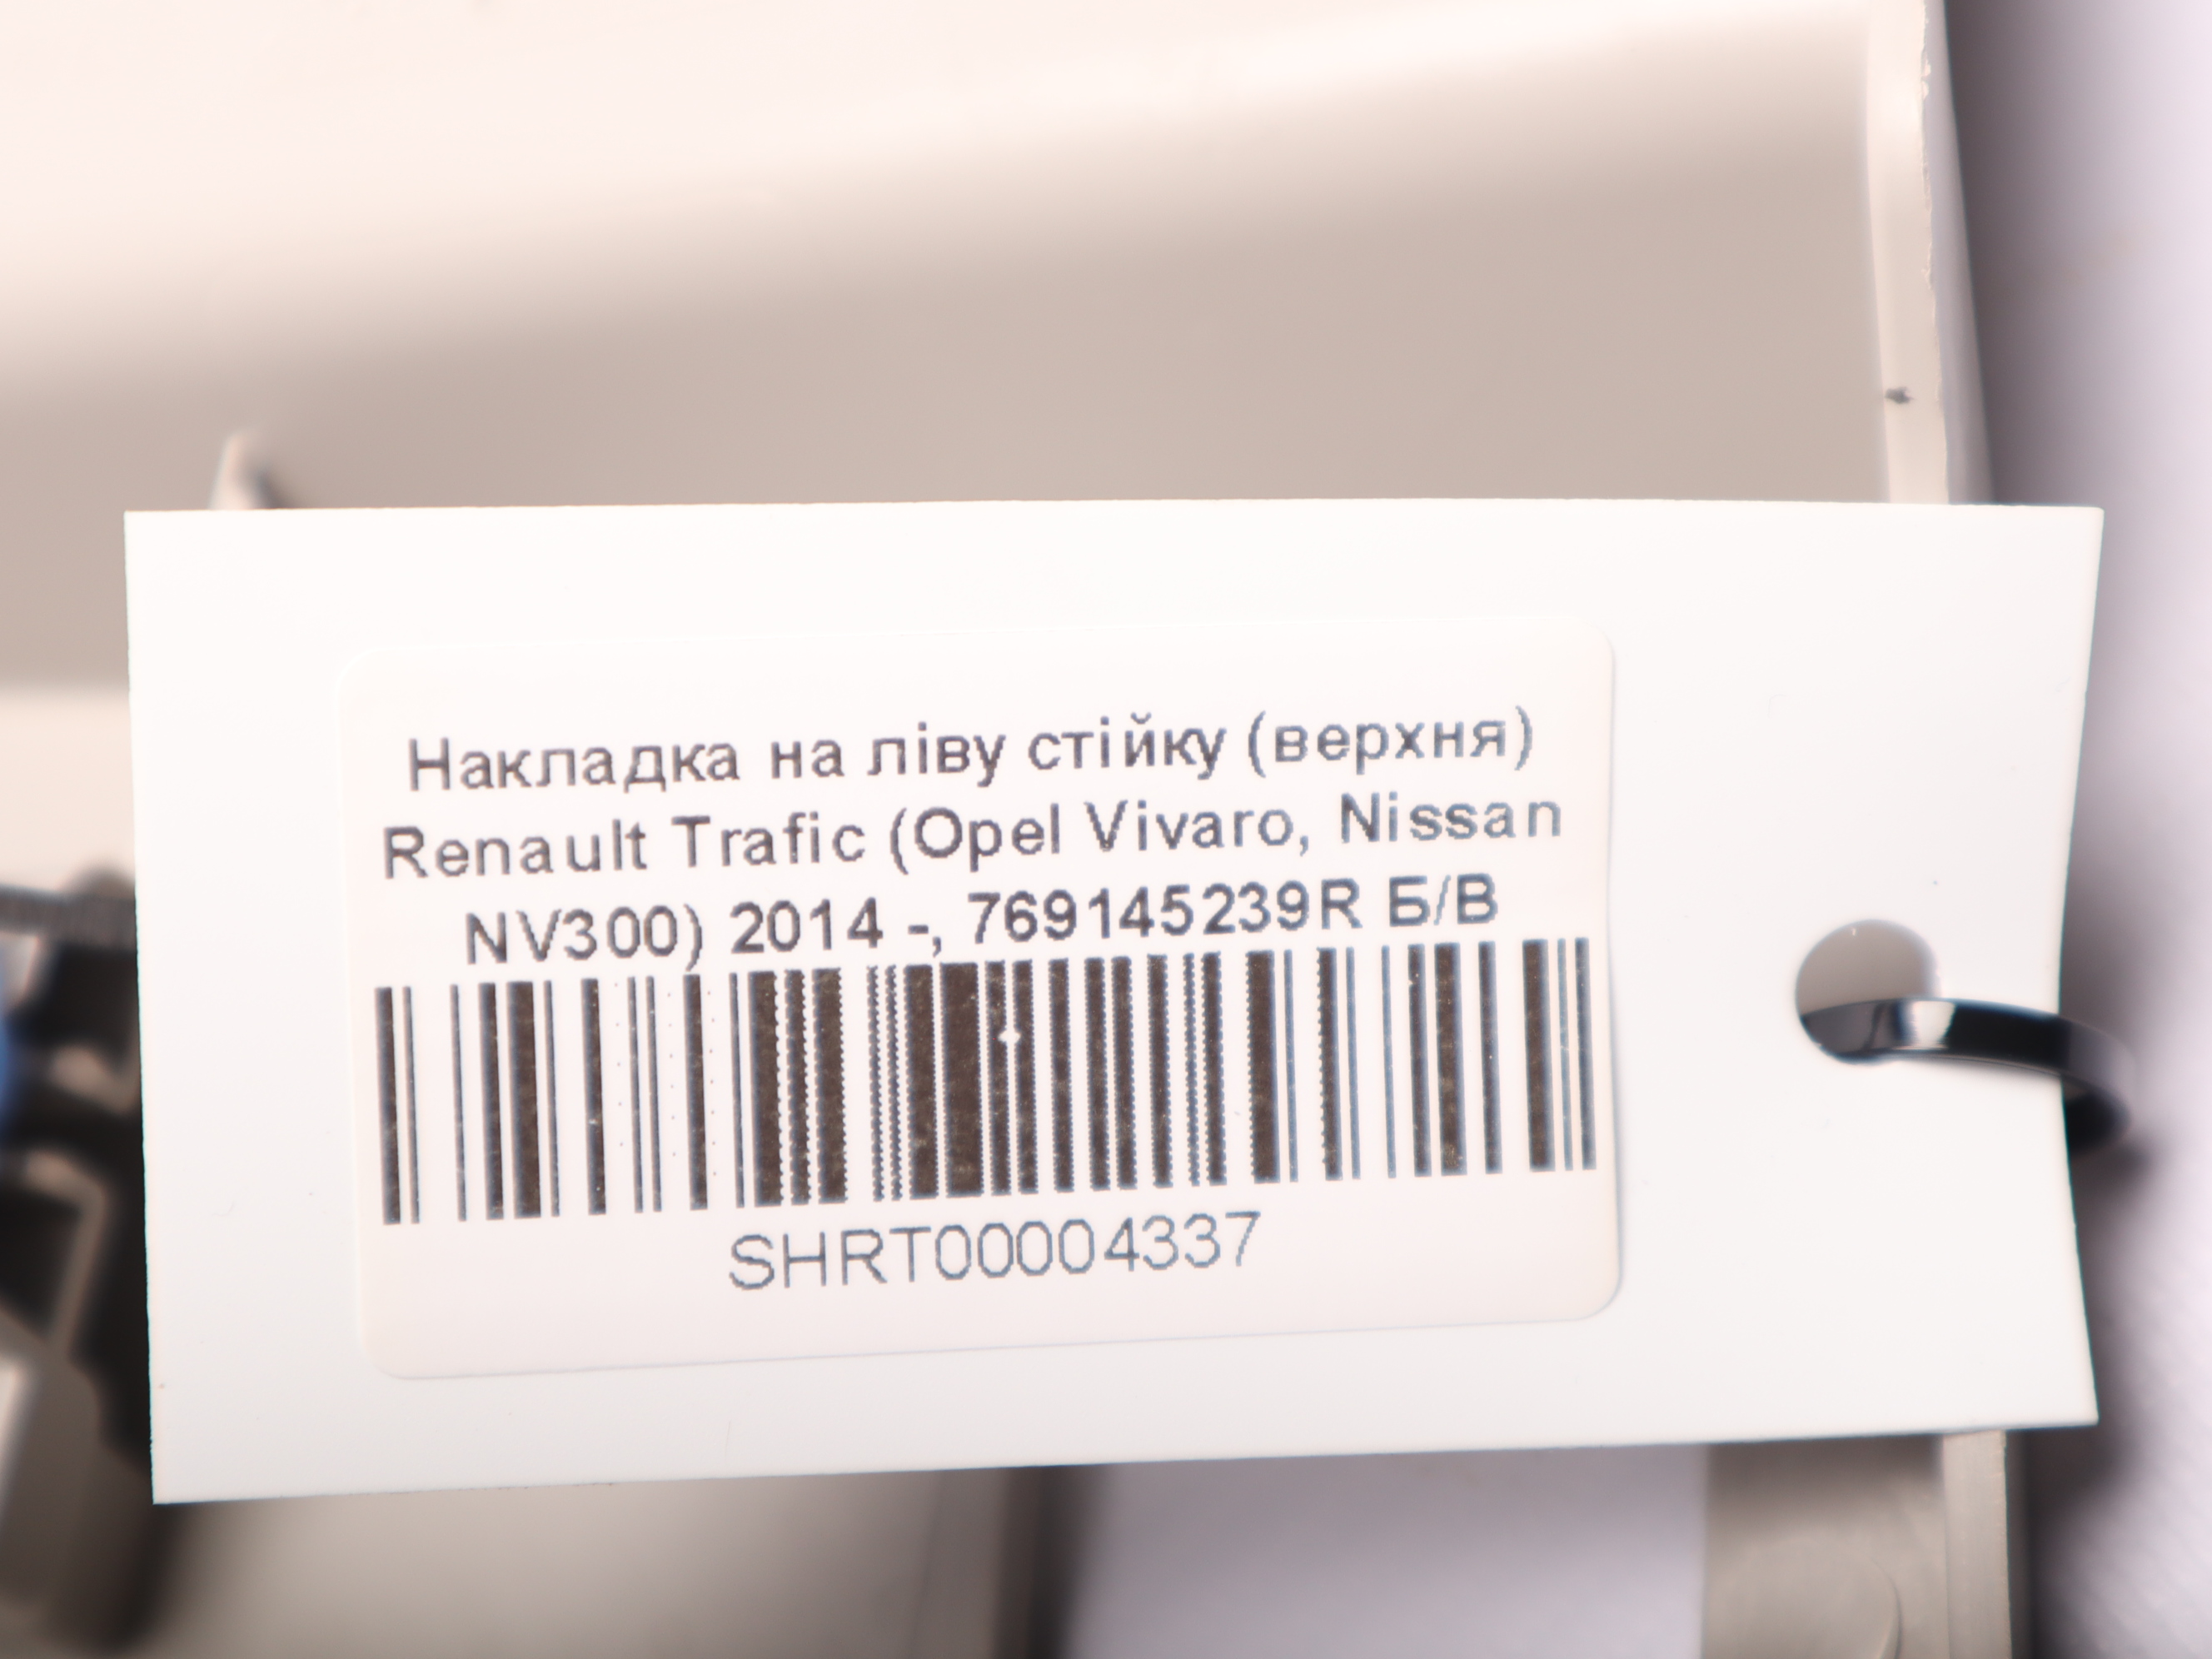 Накладка на ліву стійку (верхня)
Renault Trafic (Opel Vivaro, Nissan
NV300) 2014 -, 769145239R Б/В
SHRT00004337